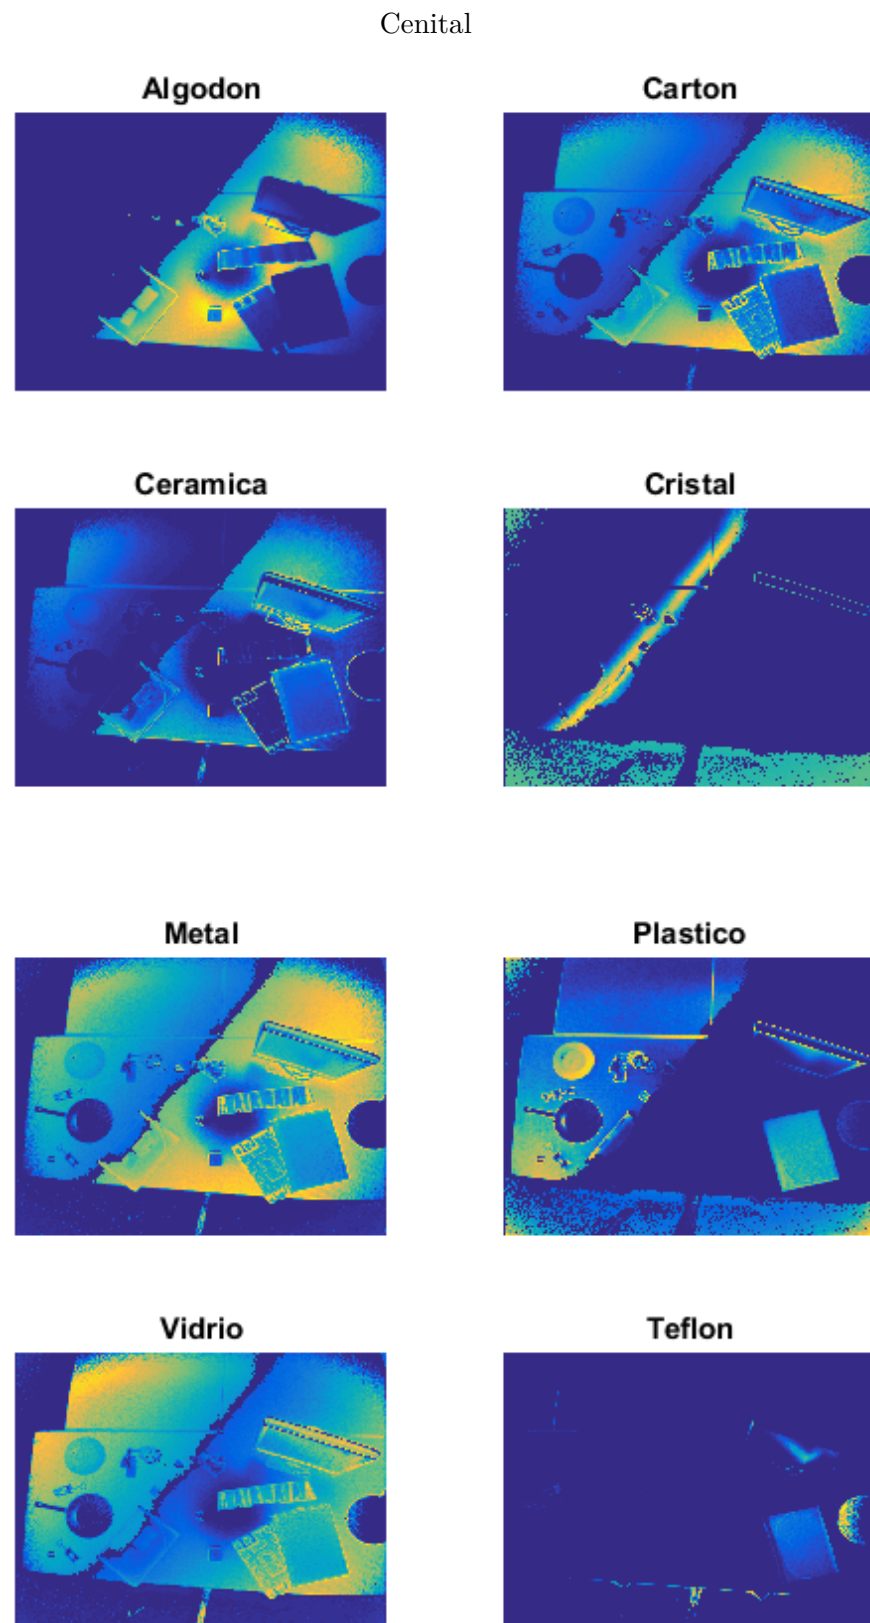 Cenital
Algodon
Carton
Ceramica
Cristal
Metal
Plastico
Vidrio
Teflon